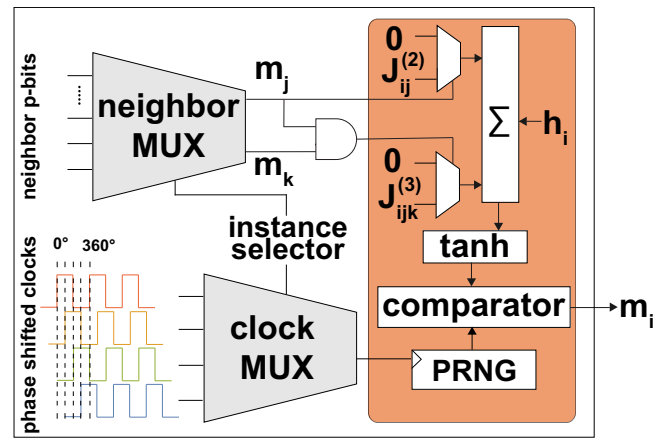 neighbor p-bits
neighbor
MUX
m_j
m_k
0
J_ij^(2)
0
J_ijk^(3)
Σ
h_i
instance
selector
tanh
comparator
m_i
PRNG
phase shifted clocks
0° 360°
clock
MUX